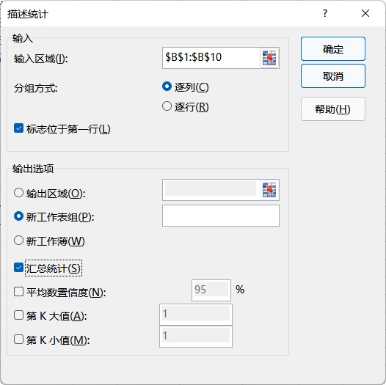 描述统计 ? ×
输入
输入区域(I): $B$1:$B$10
确定
取消
帮助(H)
分组方式: 逐列(C)
逐行(R)
标志位于第一行(L)
输出选项
输出区域(O):
新工作表组(P):
新工作薄(W)
汇总统计(S)
平均数置信度(N): 95 %
第 K 大值(A): 1
第 K 小值(M): 1